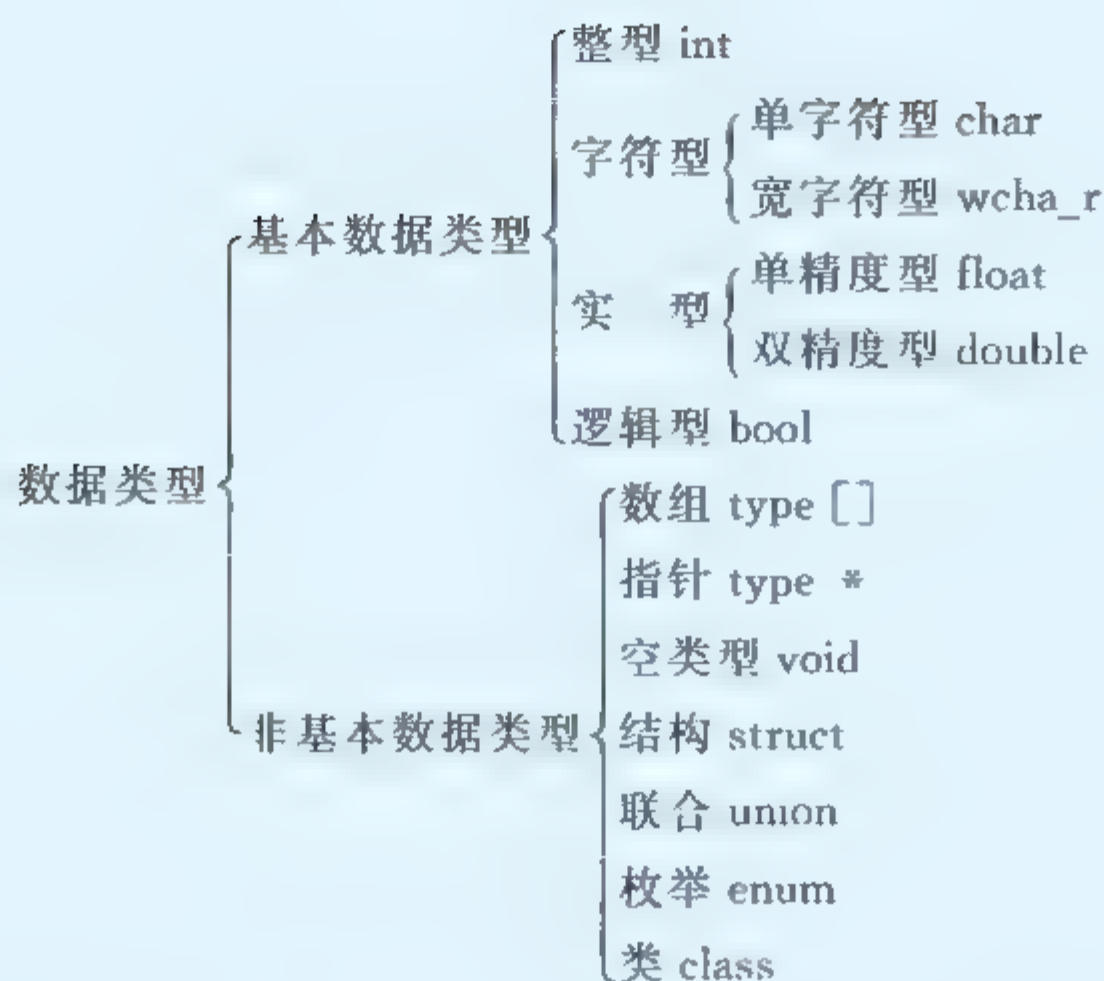 整型 int
字符型
单字符型 char
宽字符型 wcha_r
基本数据类型
实 型
单精度型 float
双精度型 double
逻辑型 bool
数据类型
数组 type []
指针 type *
空类型 void
非基本数据类型
结构 struct
联合 union
枚举 enum
类 class